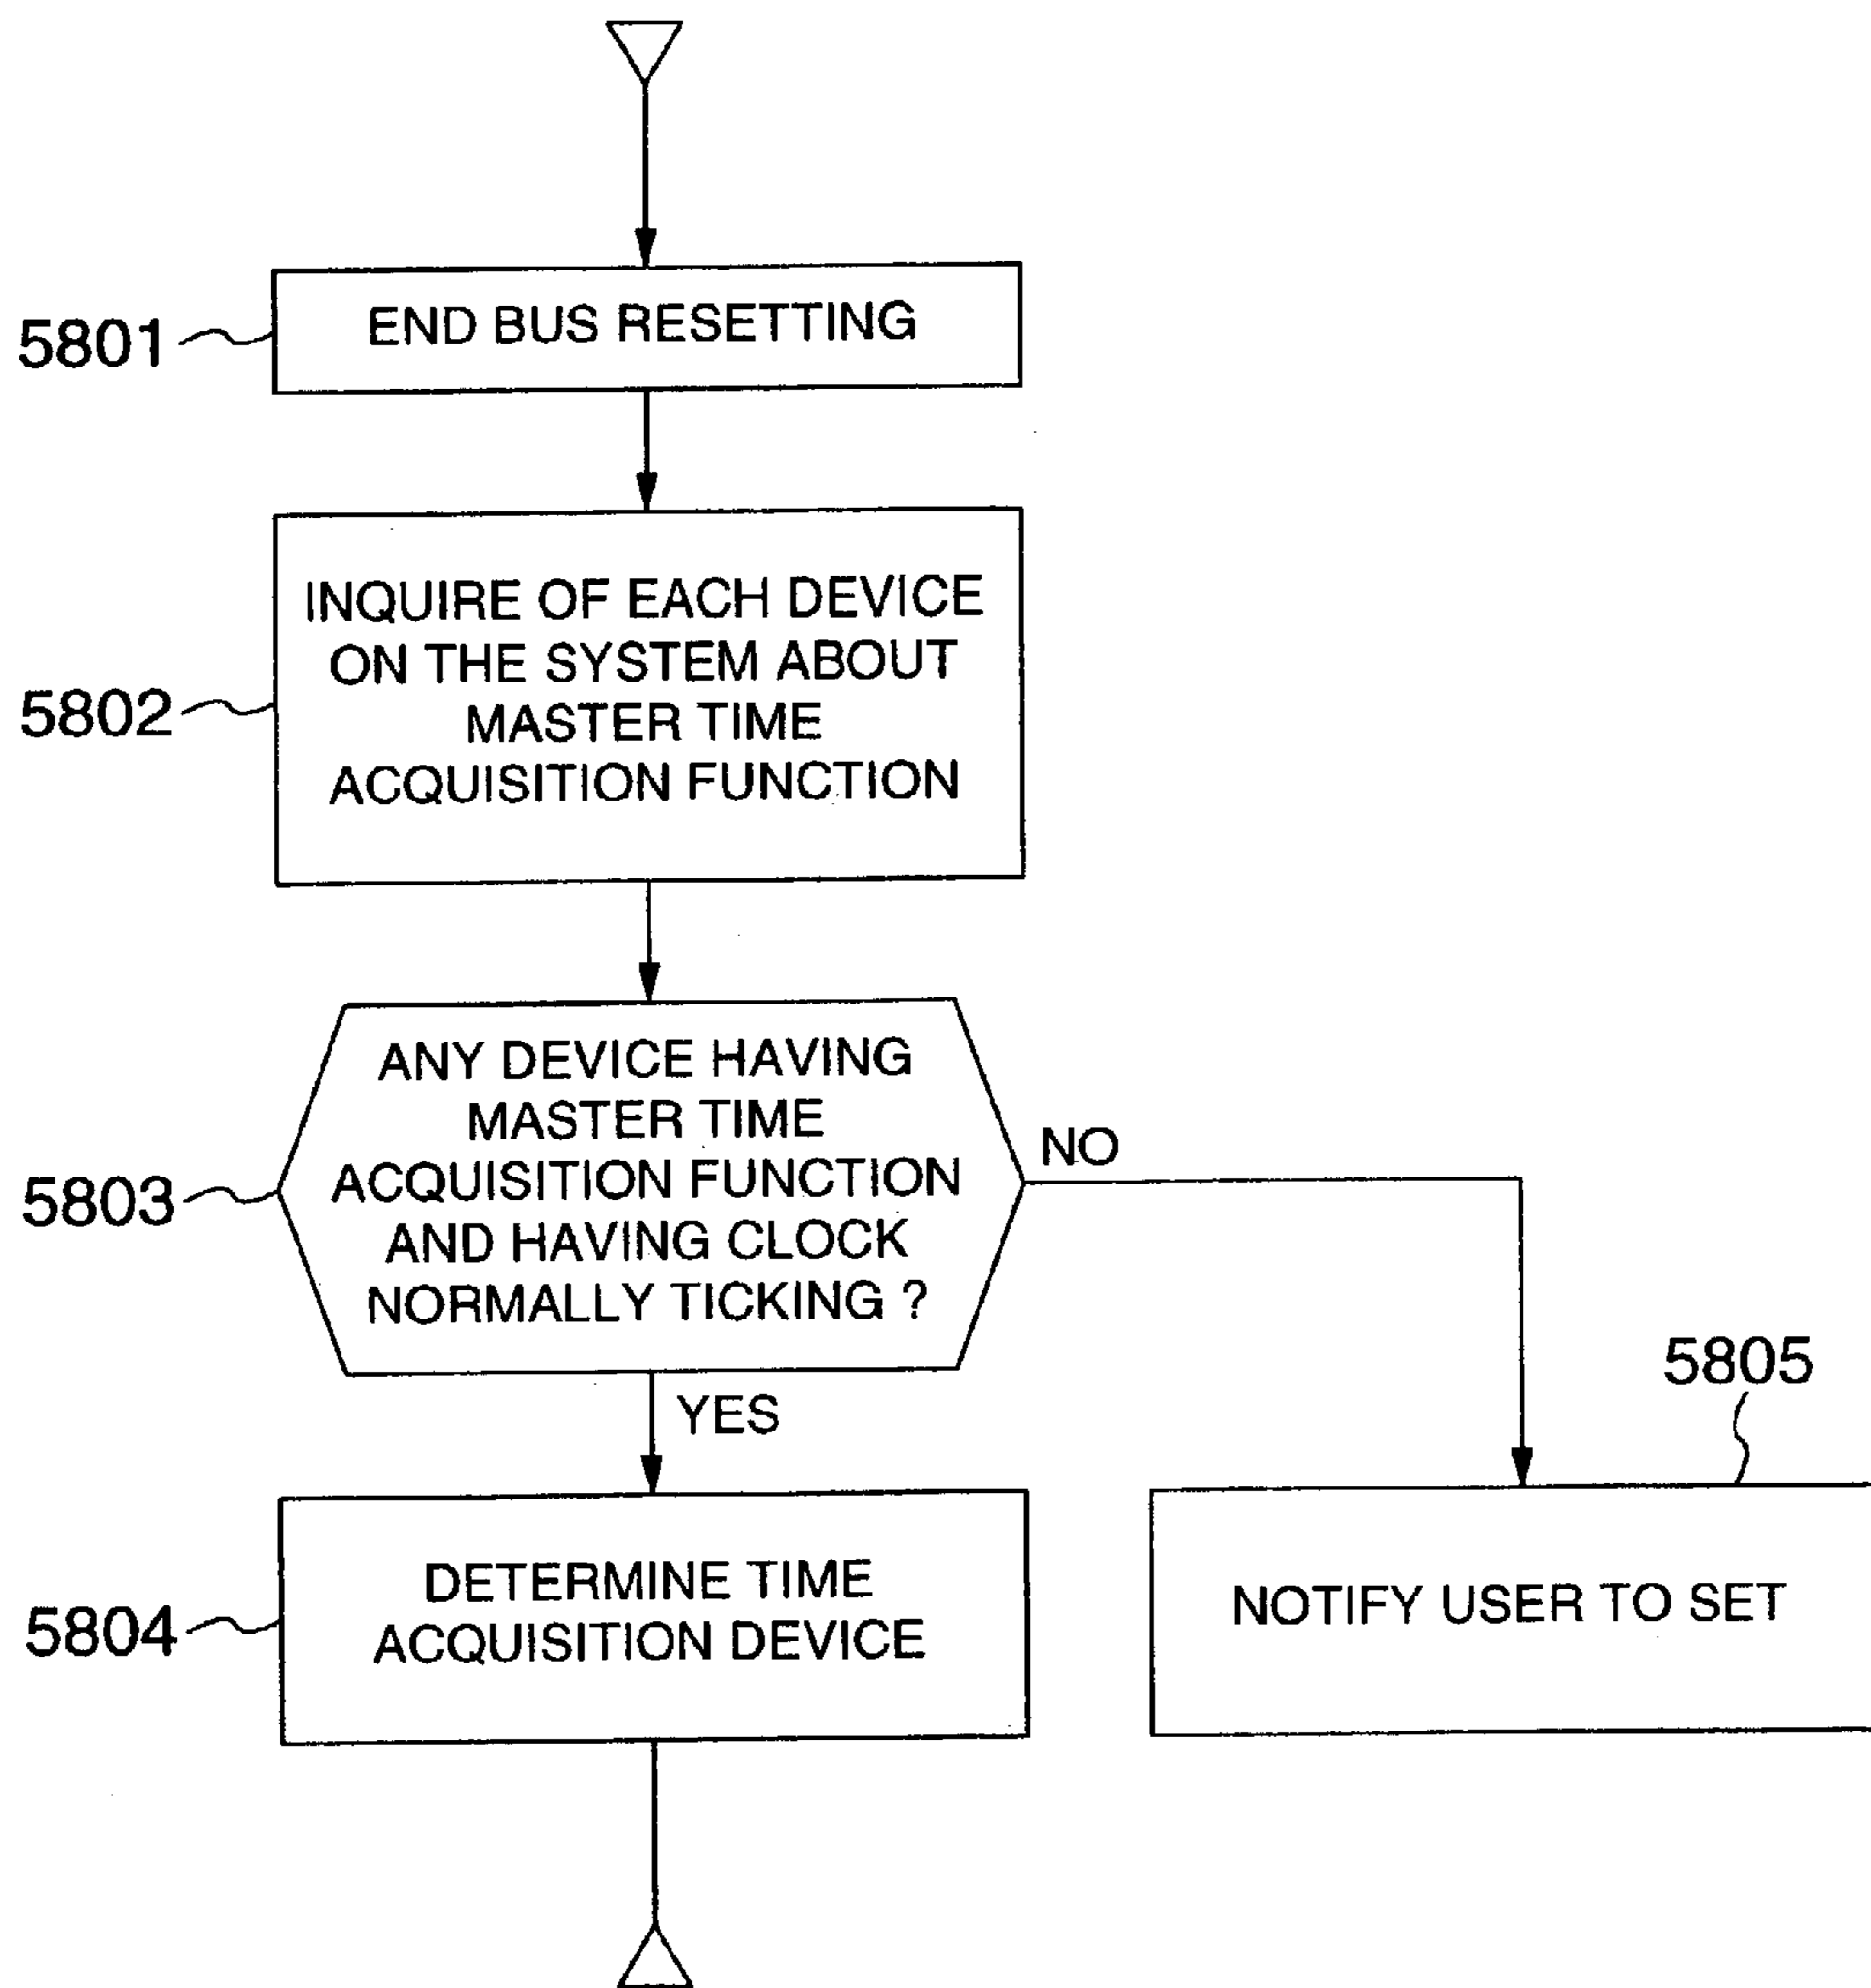 5801
END BUS RESETTING
5802
INQUIRE OF EACH DEVICE
ON THE SYSTEM ABOUT
MASTER TIME
ACQUISITION FUNCTION
5803
ANY DEVICE HAVING
MASTER TIME
ACQUISITION FUNCTION
AND HAVING CLOCK
NORMALLY TICKING ?
NO
YES
5804
DETERMINE TIME
ACQUISITION DEVICE
5805
NOTIFY USER TO SET